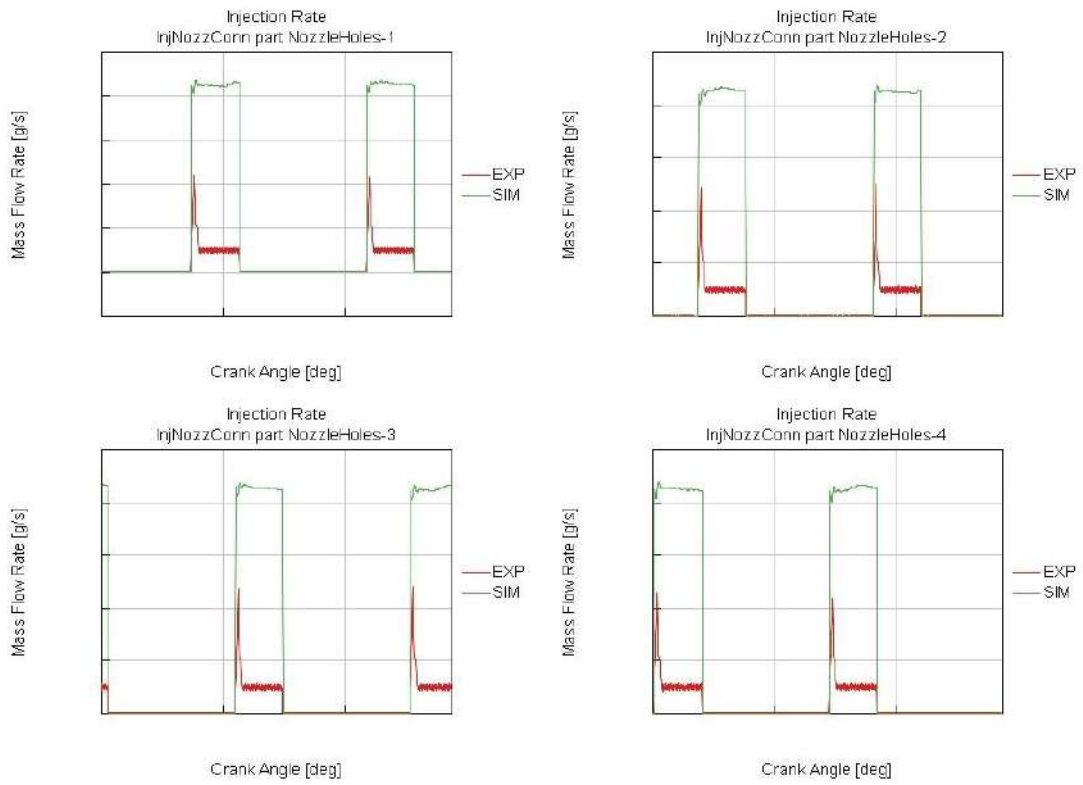 Injection Rate
InjNozzConn part NozzleHoles-1
Mass Flow Rate [g/s]
EXP
SIM
Crank Angle [deg]
Injection Rate
InjNozzConn part NozzleHoles-2
Mass Flow Rate [g/s]
EXP
SIM
Crank Angle [deg]
Injection Rate
InjNozzConn part NozzleHoles-3
Mass Flow Rate [g/s]
EXP
SIM
Crank Angle [deg]
Injection Rate
InjNozzConn part NozzleHoles-4
Mass Flow Rate [g/s]
EXP
SIM
Crank Angle [deg]